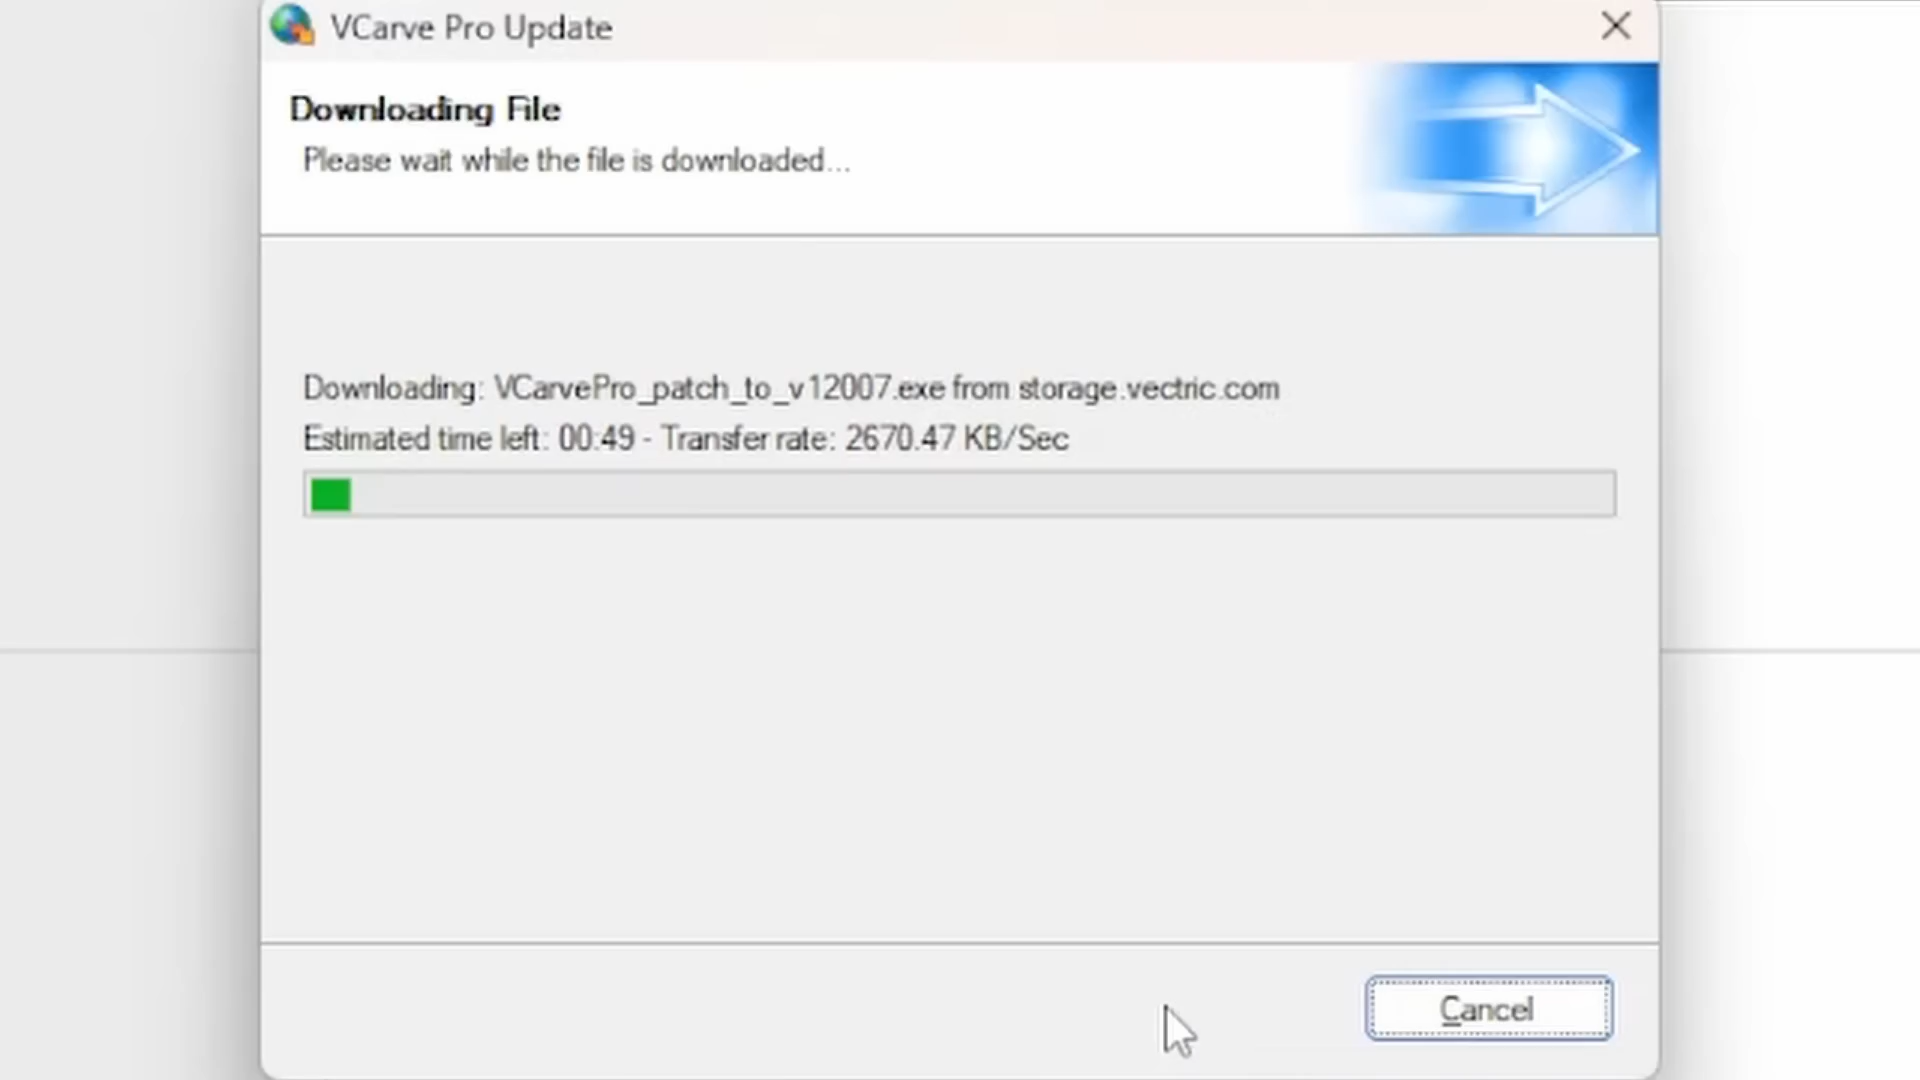 VCarve Pro Update
Downloading File
Please wait while the file is downloaded...
Downloading: VCarvePro_patch_to_v12007.exe from storage.vectric.com
Estimated time left: 00:49 - Transfer rate: 2670.47 KB/Sec
Cancel